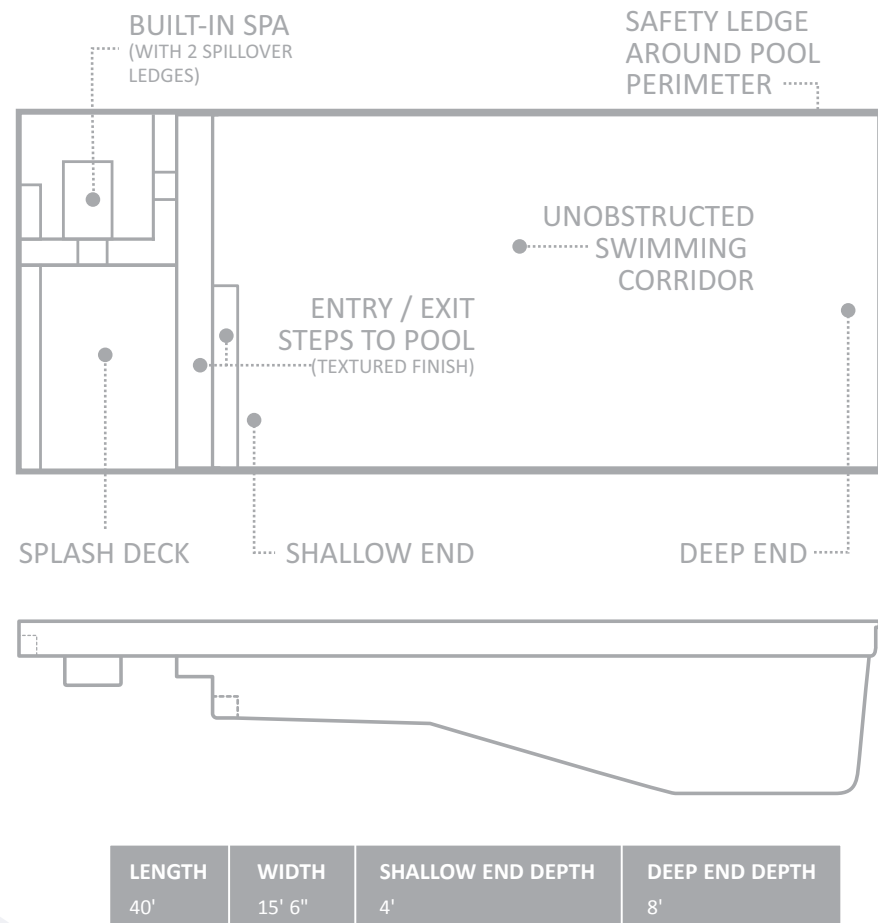 BUILT-IN SPA
(WITH 2 SPILLOVER
LEDGES)
SAFETY LEDGE
AROUND POOL
PERIMETER
UNOBSTRUCTED
SWIMMING
CORRIDOR
ENTRY / EXIT
STEPS TO POOL
(TEXTURED FINISH)
SPLASH DECK
SHALLOW END
DEEP END
LENGTH WIDTH SHALLOW END DEPTH DEEP END DEPTH
40' 15' 6" 4' 8'